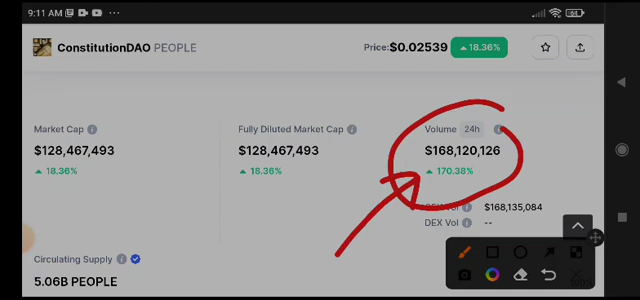 9:11 AM
ConstitutionDAO PEOPLE
Price: $0.02539 18.36%
Market Cap
$128,467,493
18.36%
Fully Diluted Market Cap
$128,467,493
18.36%
Volume 24h
$168,120,126
170.38%
Vol $168,135,084
DEX Vol --
Circulating Supply
5.06B PEOPLE